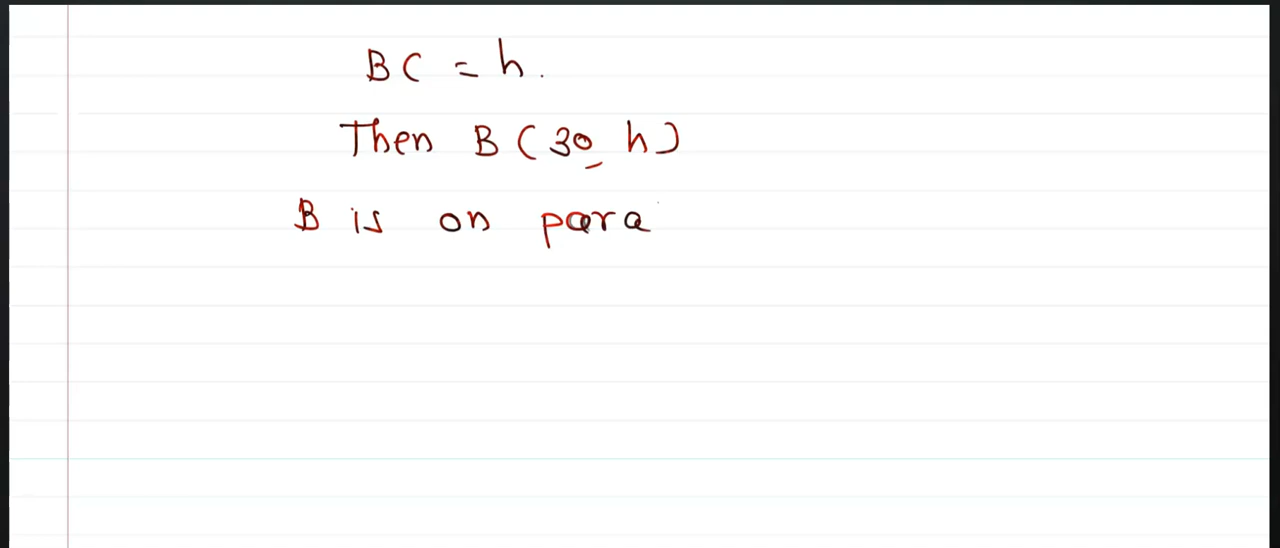 BC = h.
Then B (30, h)
B is on para